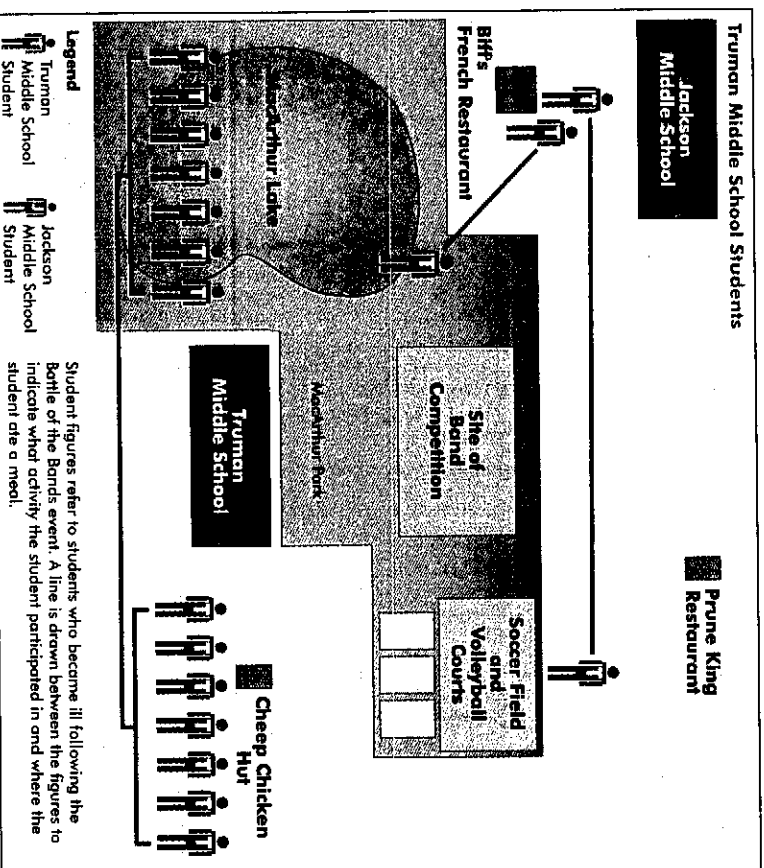 Truman Middle School Students
Jackson
Middle School
Prune King
Restaurant
Biff's
French Restaurant
Site of
Band
Competition
Soccer Field
and
Volleyball
Courts
MacArthur Lake
MacArthur Park
Truman
Middle School
Cheep Chicken
Hut
Legend
Truman
Middle School
Student
Jackson
Middle School
Student
Student figures refer to students who became ill following the
Battle of the Bands event. A line is drawn between the figures to
indicate what activity the student participated in and where the
student ate a meal.